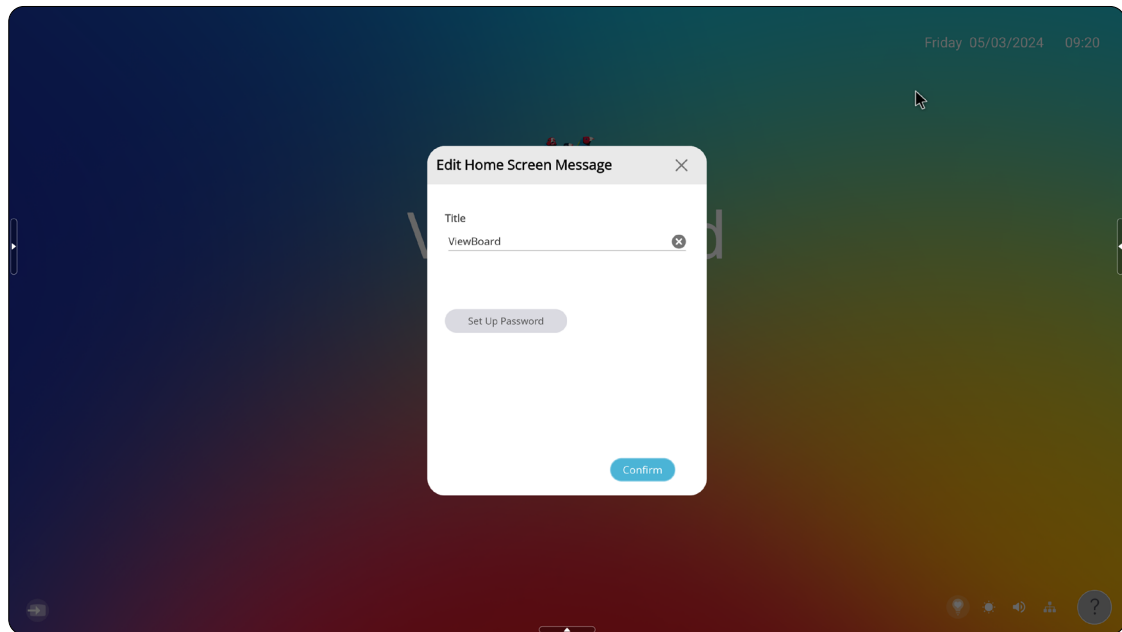 Friday 05/03/2024 09:20
Edit Home Screen Message
Title
ViewBoard
Set Up Password
Confirm
?